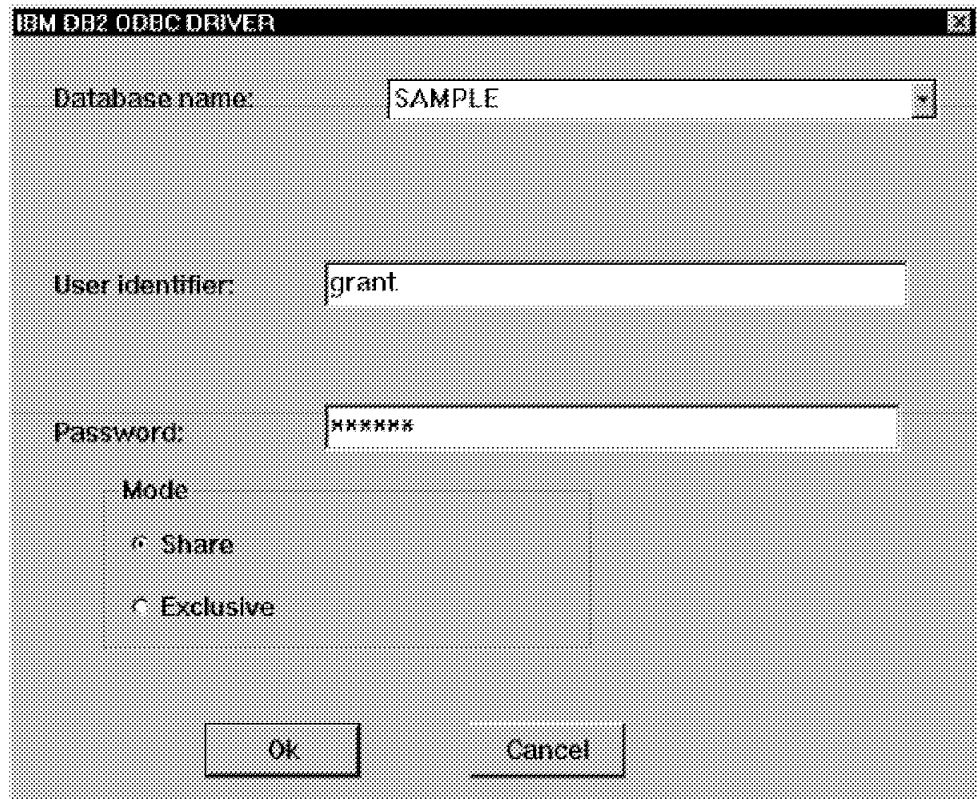 IBM DB2 ODBC DRIVER
Database name: SAMPLE
User identifier: grant
Password: ******
Mode
Share
Exclusive
Ok Cancel